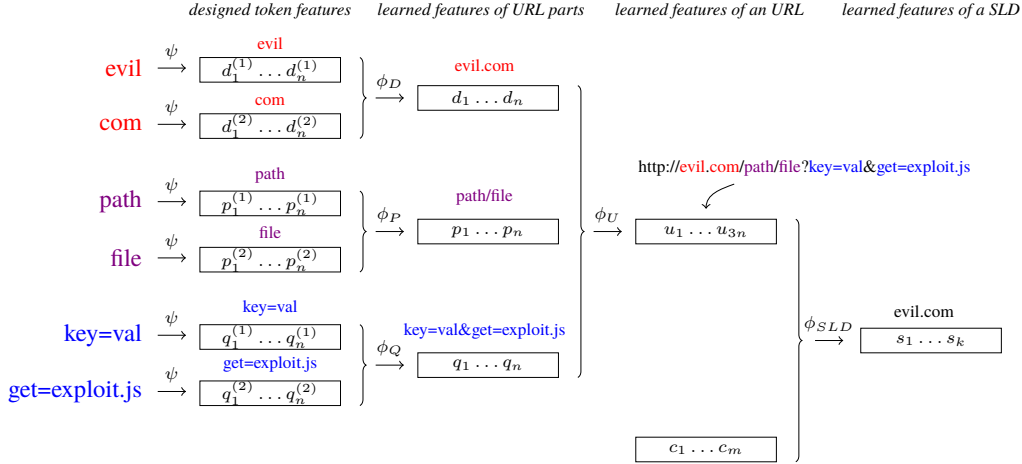 designed token features learned features of URL parts learned features of an URL learned features of a SLD
evil ψ evil
d_1^{(1)} … d_n^{(1)}
com ψ com
d_1^{(2)} … d_n^{(2)}
ϕ_D evil.com
d_1 … d_n
path ψ path
p_1^{(1)} … p_n^{(1)}
file ψ file
p_1^{(2)} … p_n^{(2)}
ϕ_P path/file
p_1 … p_n
key=val ψ key=val
q_1^{(1)} … q_n^{(1)}
get=exploit.js ψ get=exploit.js
q_1^{(2)} … q_n^{(2)}
ϕ_Q key=val&get=exploit.js
q_1 … q_n
http://evil.com/path/file?key=val&get=exploit.js
ϕ_U u_1 … u_{3n}
c_1 … c_m
ϕ_{SLD} evil.com
s_1 … s_k